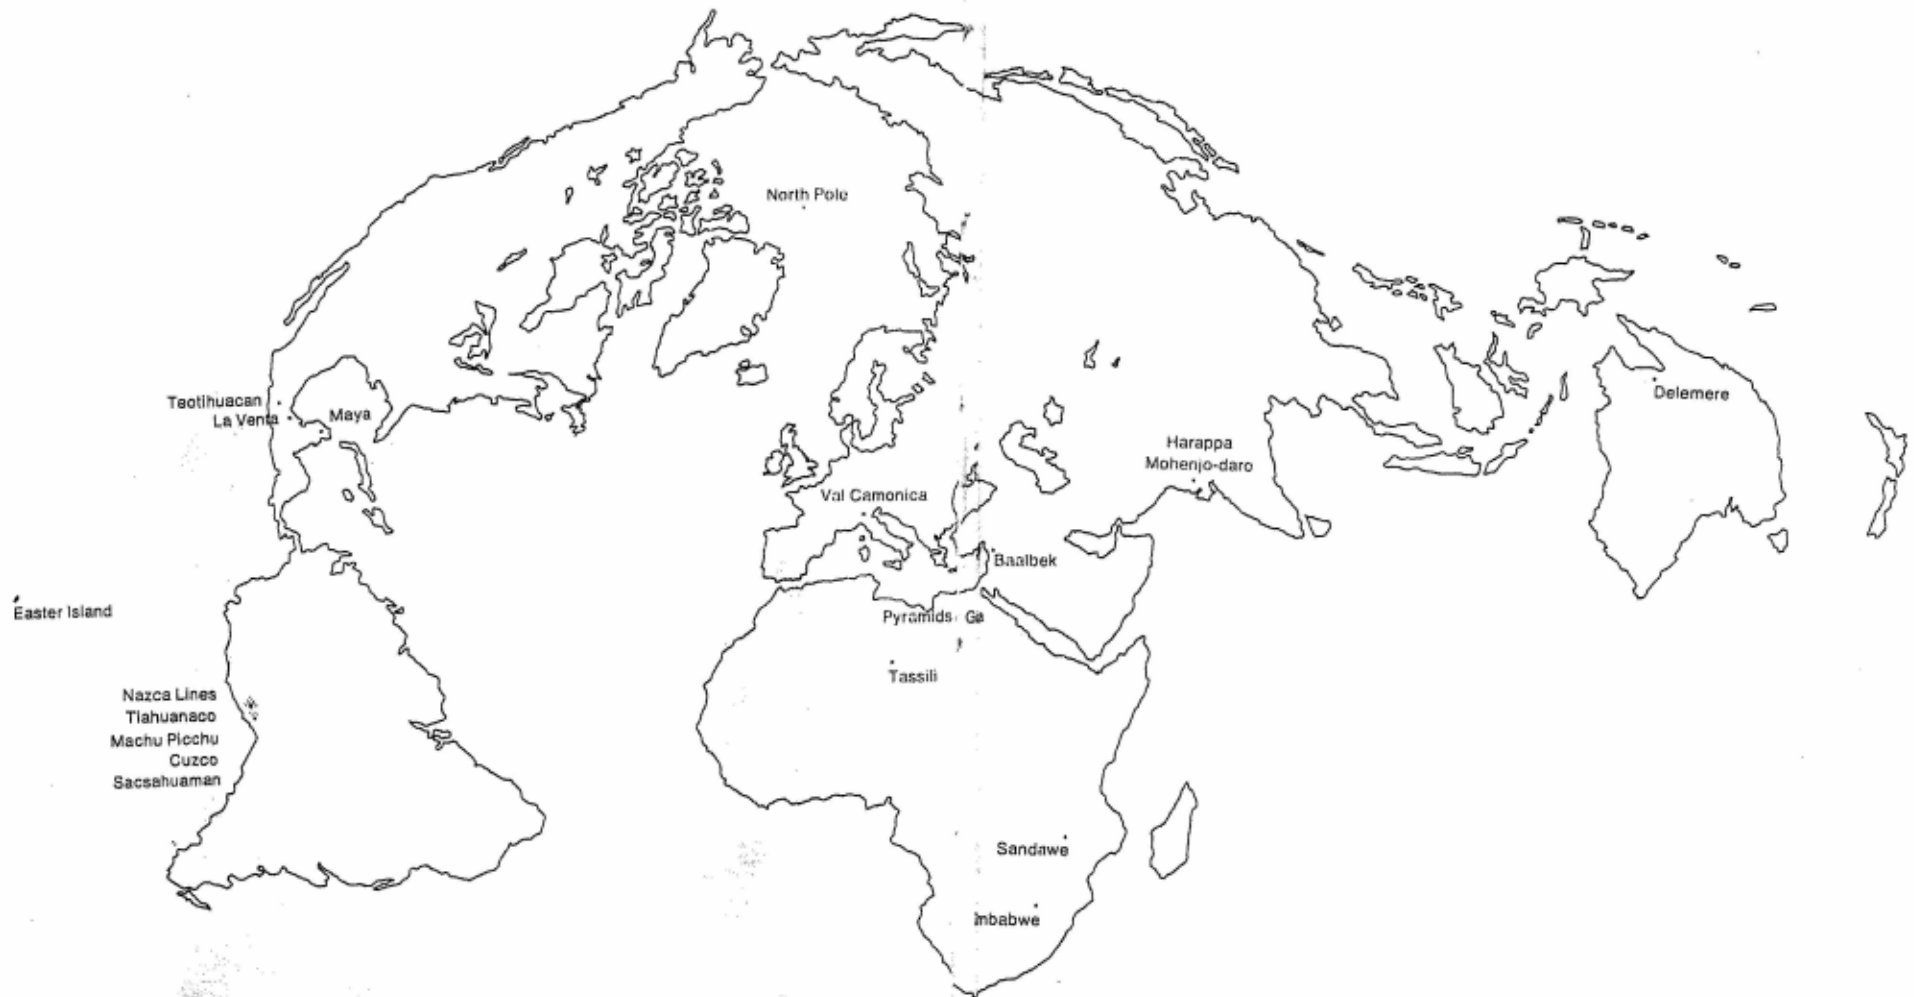 North Pole
Teotihuacan
La Venta
Maya
Delemere
Harappa
Mohenjo-daro
Val Camonica
Baalbek
Easter Island
Pyramids
Tassili
Nazca Lines
Tiahuanaco
Machu Picchu
Cuzco
Sacsahuaman
Sandawe
mbabwe